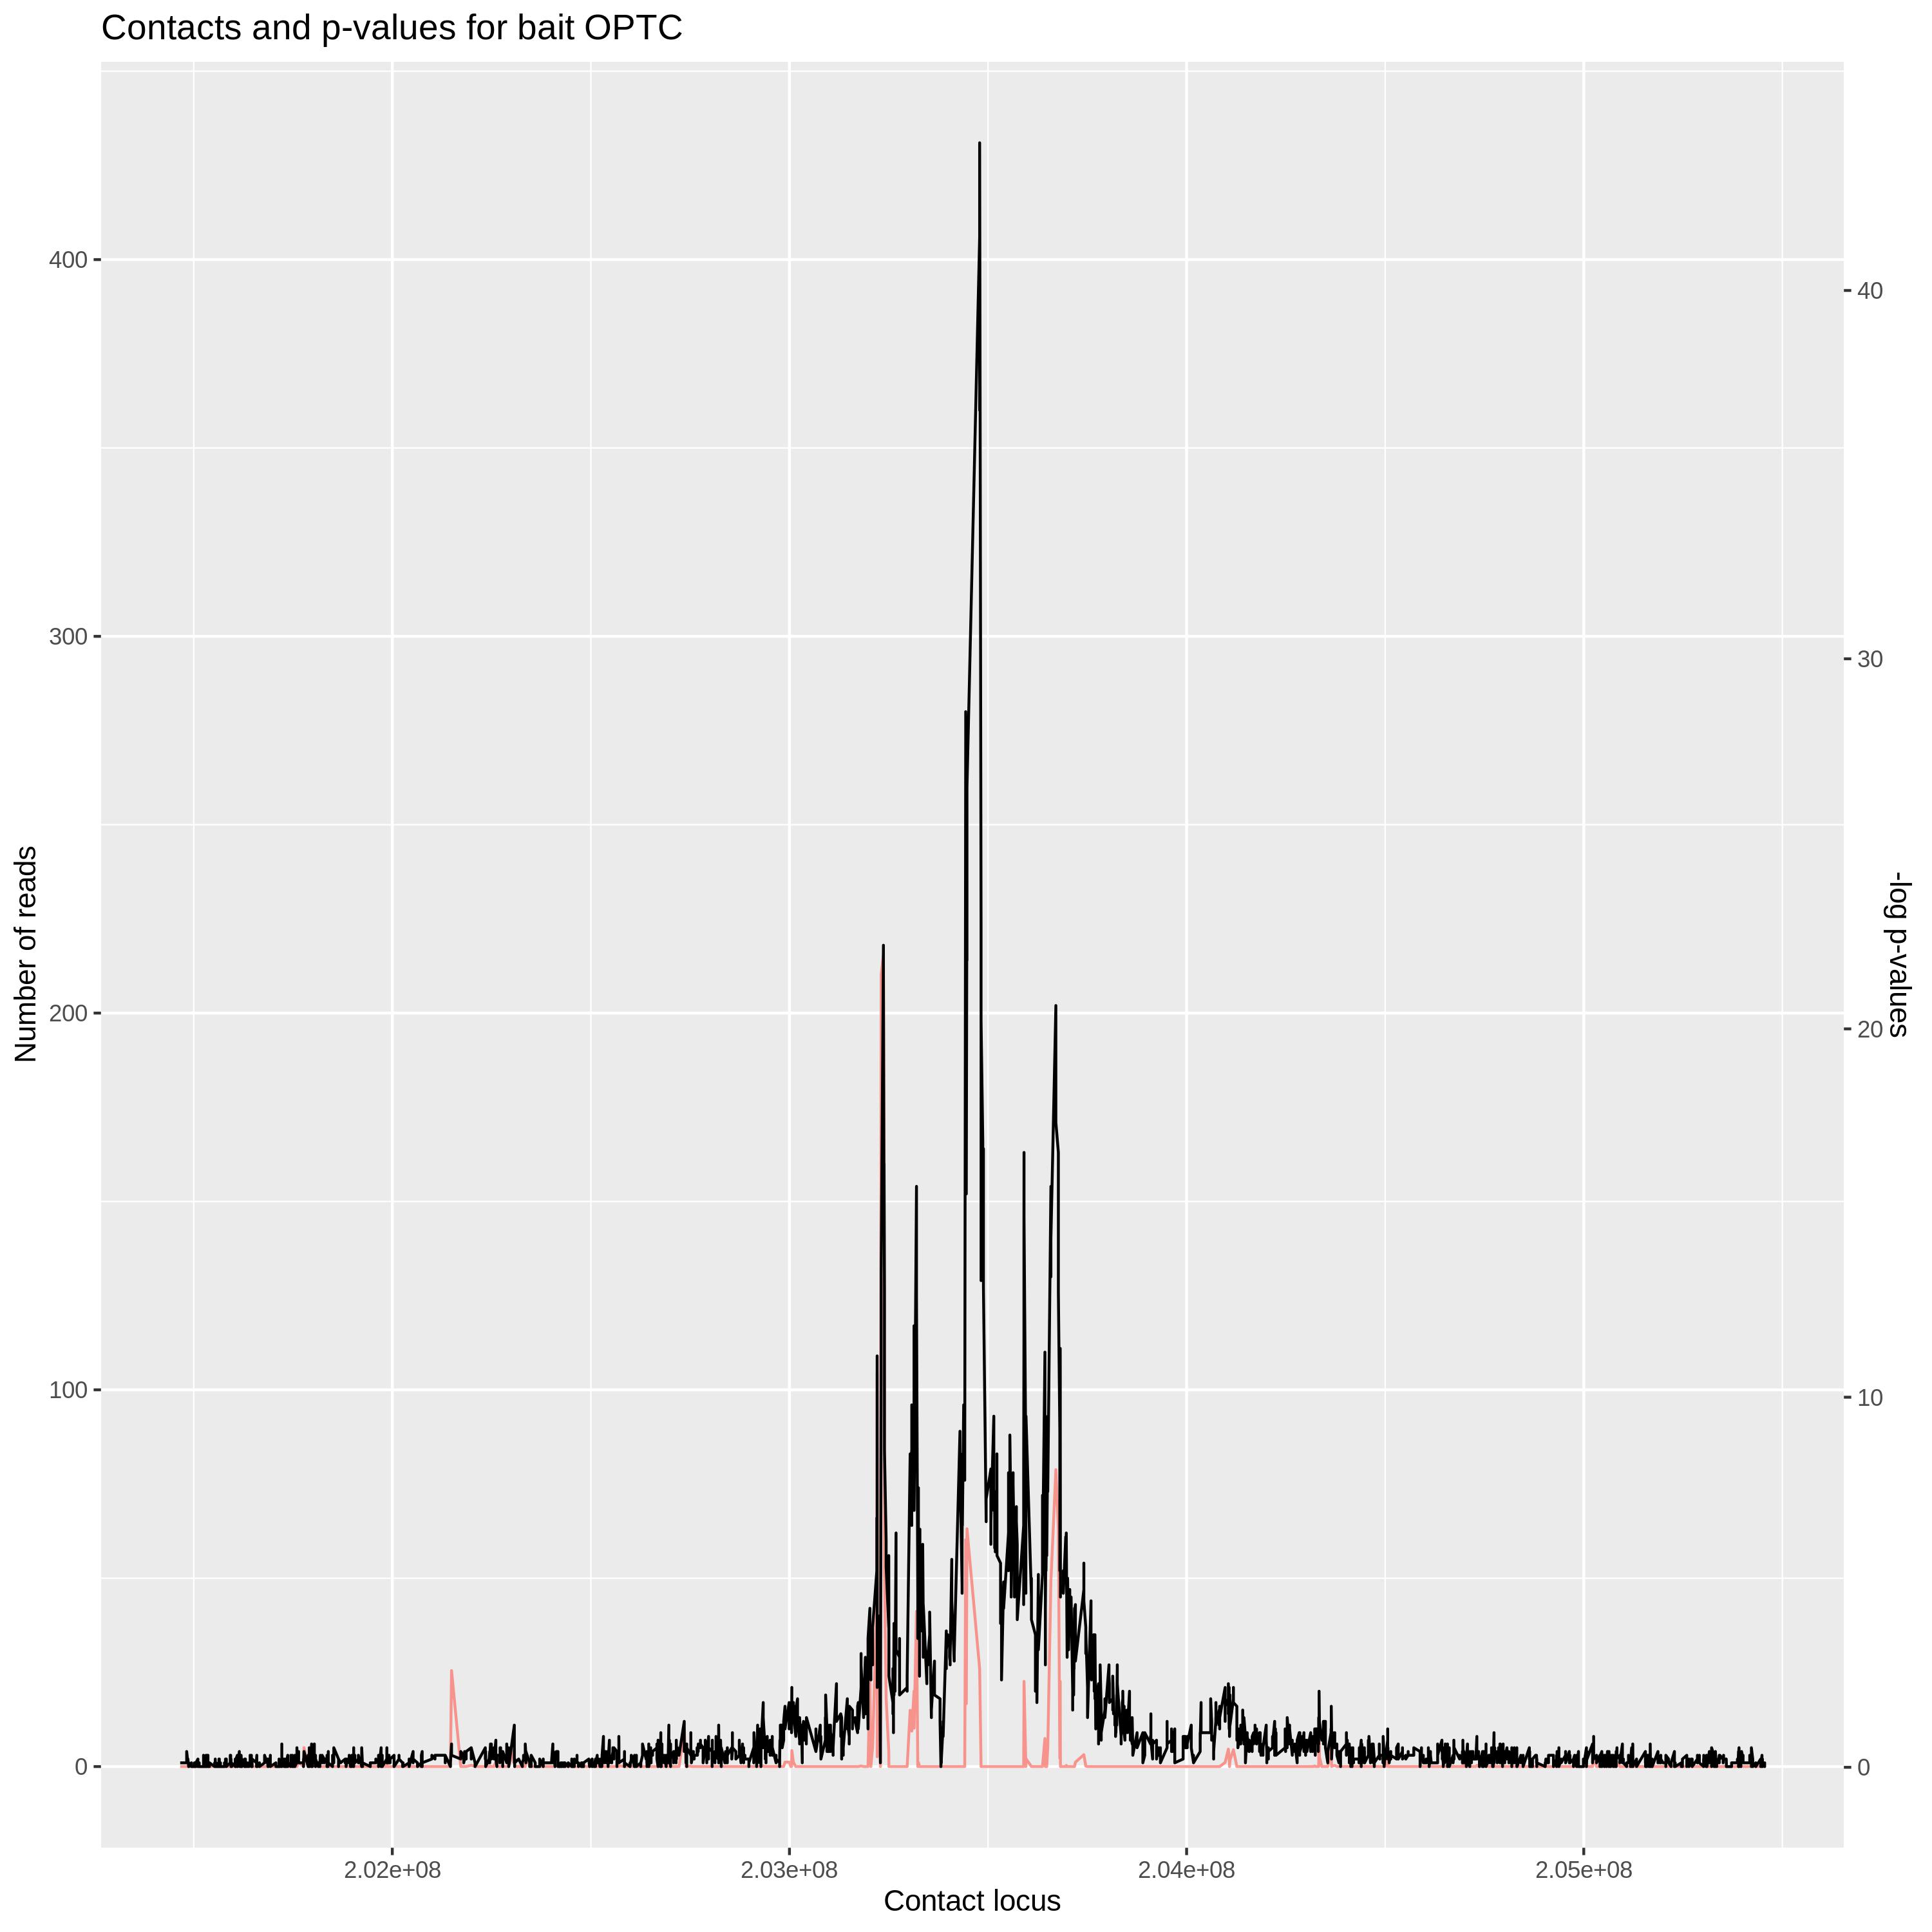 Contacts and p-values for bait OPTC
400
300
200
100
0
Number of reads
40
30
20
10
0
-log p-values
2.02e+08
2.03e+08
2.04e+08
2.05e+08
Contact locus